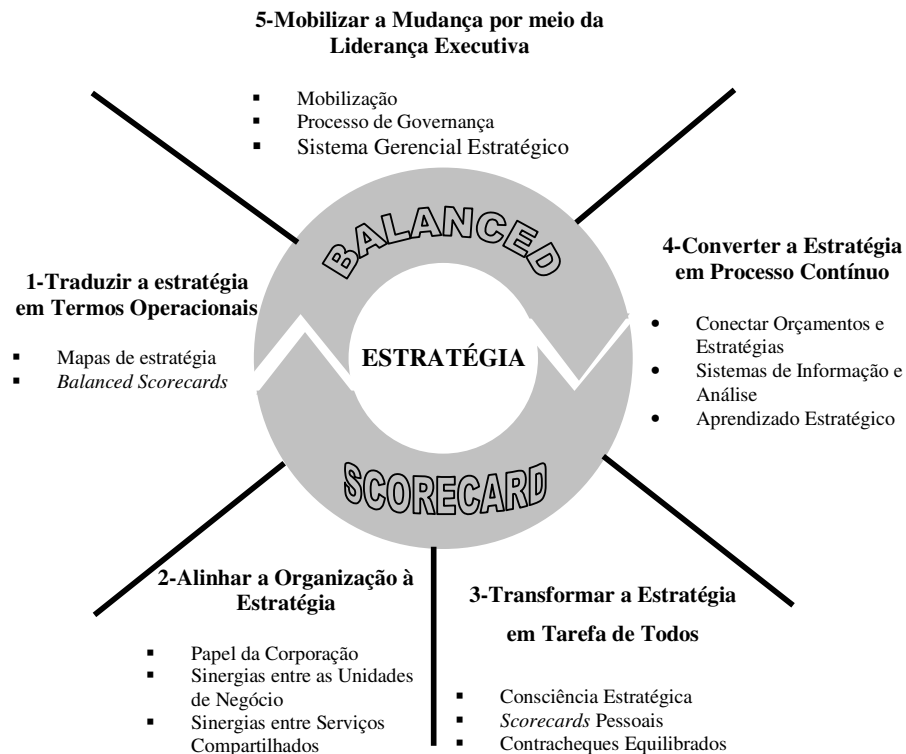 5-Mobilizar a Mudança por meio da
Liderança Executiva
▪ Mobilização
▪ Processo de Governança
▪ Sistema Gerencial Estratégico
BALANCED
1-Traduzir a estratégia
em Termos Operacionais
▪ Mapas de estratégia
▪ Balanced Scorecards
ESTRATÉGIA
4-Converter a Estratégia
em Processo Contínuo
• Conectar Orçamentos e
Estratégias
• Sistemas de Informação e
Análise
• Aprendizado Estratégico
SCORECARD
2-Alinhar a Organização à
Estratégia
▪ Papel da Corporação
▪ Sinergias entre as Unidades
de Negócio
▪ Sinergias entre Serviços
Compartilhados
3-Transformar a Estratégia
em Tarefa de Todos
▪ Consciência Estratégica
▪ Scorecards Pessoais
▪ Contracheques Equilibrados